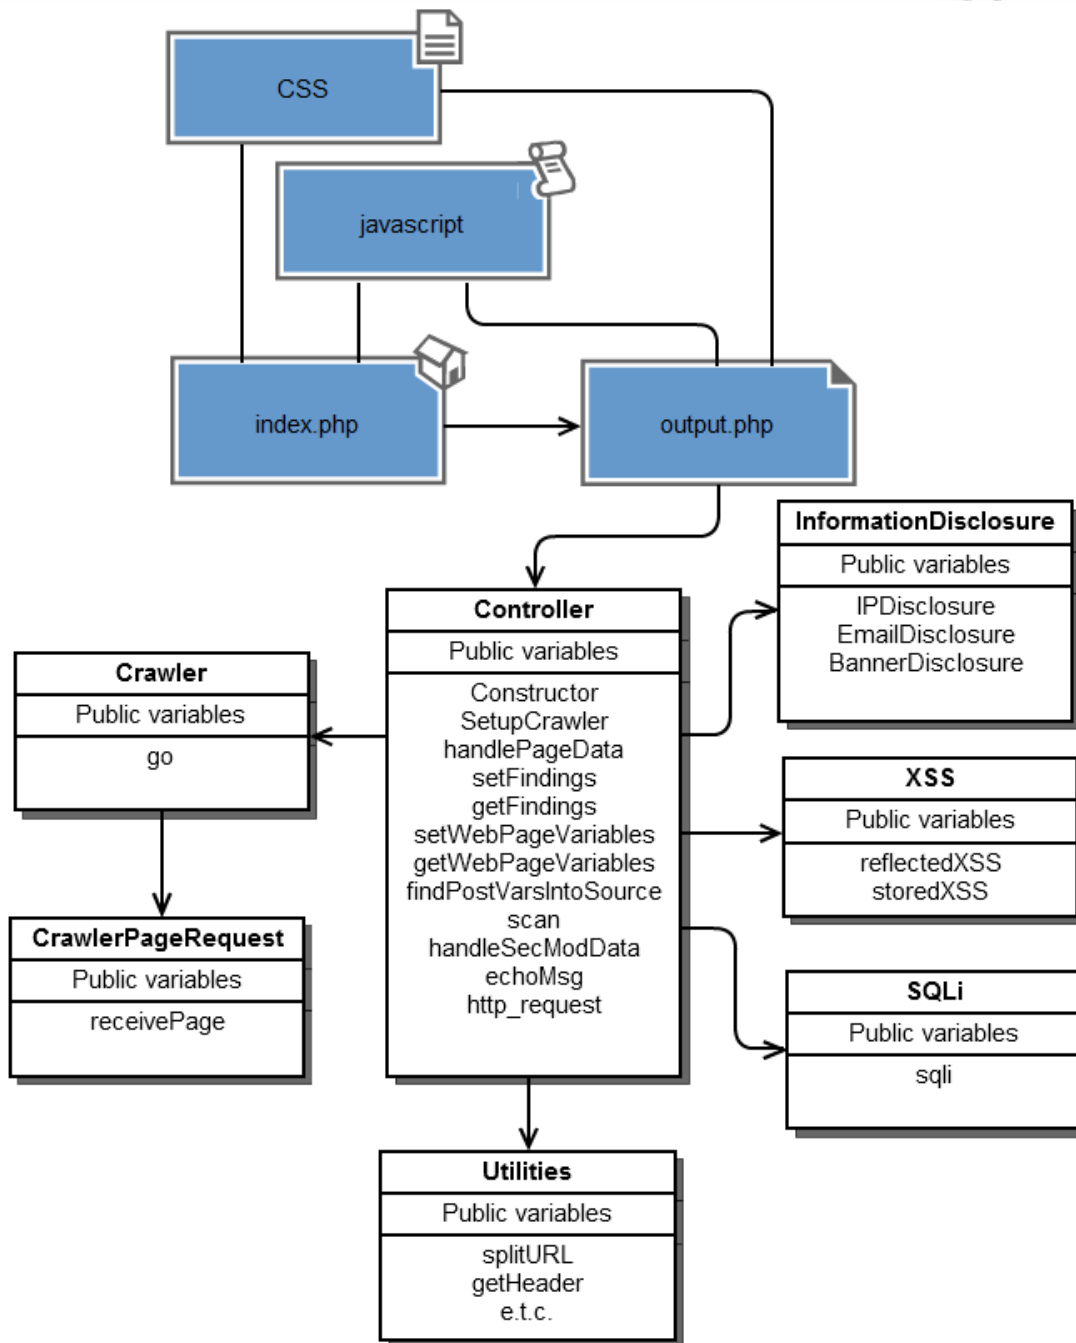 CSS
javascript
index.php
output.php
InformationDisclosure
Public variables
IPDisclosure
EmailDisclosure
BannerDisclosure
Controller
Public variables
Constructor
SetupCrawler
handlePageData
setFindings
getFindings
setWebPageVariables
getWebPageVariables
findPostVarsIntoSource
scan
handleSecModData
echoMsg
http_request
Crawler
Public variables
go
XSS
Public variables
reflectedXSS
storedXSS
CrawlerPageRequest
Public variables
receivePage
SQLi
Public variables
sqli
Utilities
Public variables
splitURL
getHeader
e.t.c.